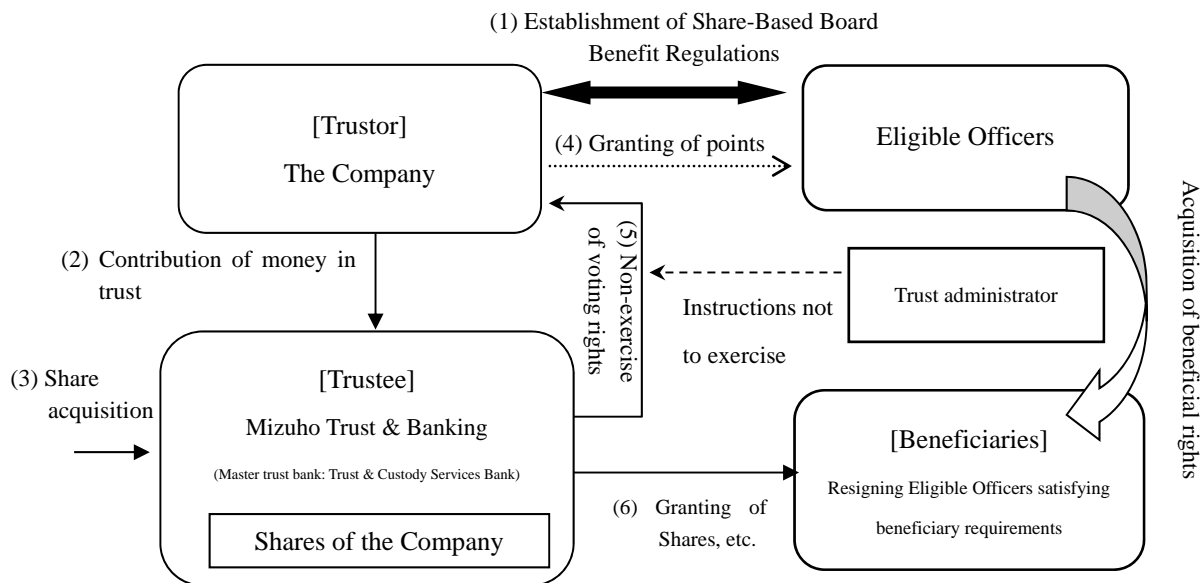 (1) Establishment of Share-Based Board
Benefit Regulations
[Trustor]
The Company
(4) Granting of points
Eligible Officers
(2) Contribution of money in
trust
(5) Non-exercise
of voting rights
Instructions not
to exercise
Trust administrator
Acquisition of beneficial rights
(3) Share
acquisition
[Trustee]
Mizuho Trust & Banking
(Master trust bank: Trust & Custody Services Bank)
Shares of the Company
(6) Granting of
Shares, etc.
[Beneficiaries]
Resigning Eligible Officers satisfying
beneficiary requirements